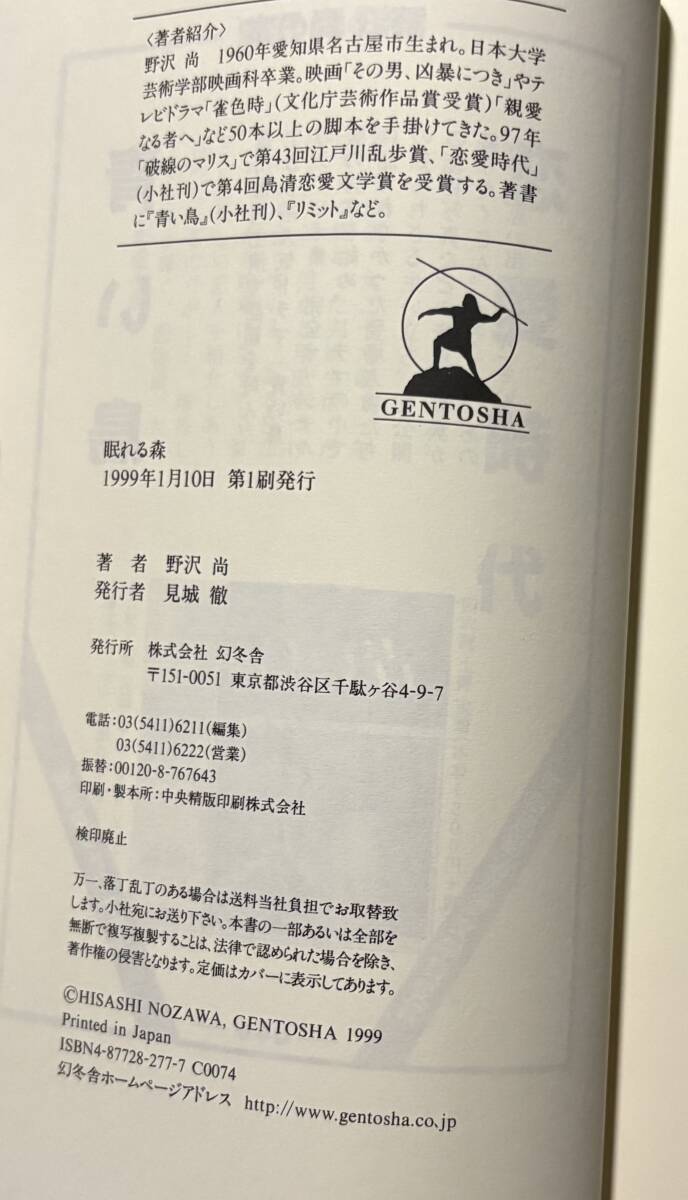 〈著者紹介〉
野沢 尚 1960年愛知県名古屋市生まれ。日本大学
芸術学部映画科卒業。映画「その男、凶暴につき」やテ
レビドラマ「雀色時」(文化庁芸術作品賞受賞)「親愛
なる者へ」など50本以上の脚本を手掛けてきた。97年
「破線のマリス」で第43回江戸川乱歩賞、「恋愛時代」
(小社刊)で第4回島清恋愛文学賞を受賞する。著書
に『青い鳥』(小社刊)、『リミット』など。
GENTOSHA
眠れる森
1999年1月10日 第1刷発行
著 者 野沢 尚
発行者 見城 徹
発行所 株式会社 幻冬舎
〒151-0051 東京都渋谷区千駄ヶ谷4-9-7
電話:03(5411)6211(編集)
03(5411)6222(営業)
振替:00120-8-767643
印刷・製本所:中央精版印刷株式会社
検印廃止
万一、落丁乱丁のある場合は送料当社負担でお取替致
します。小社宛にお送り下さい。本書の一部あるいは全部を
無断で複写複製することは、法律で認められた場合を除き、
著作権の侵害となります。定価はカバーに表示してあります。
©HISASHI NOZAWA, GENTOSHA 1999
Printed in Japan
ISBN4-87728-277-7 C0074
幻冬舎ホームページアドレス http://www.gentosha.co.jp